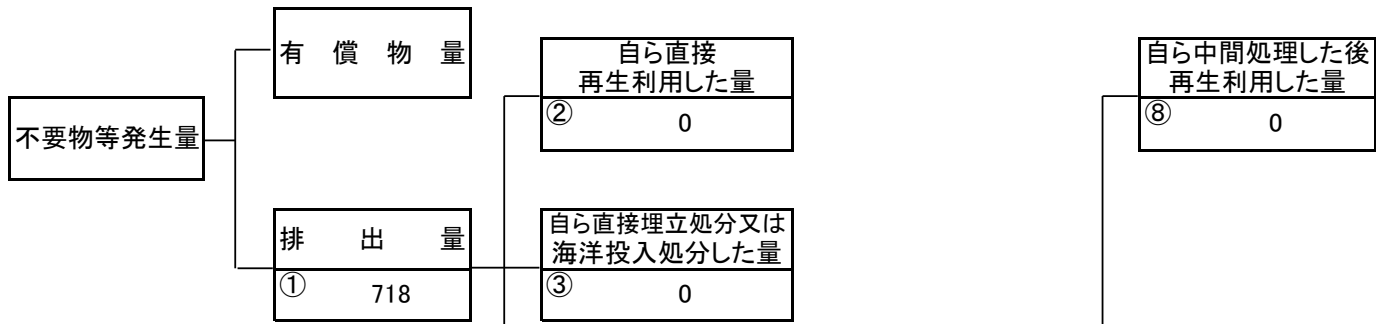 有償物量
自ら直接
再生利用した量
② 0
自ら中間処理した後
再生利用した量
⑧ 0
不要物等発生量
排出量
① 718
自ら直接埋立処分又は
海洋投入処分した量
③ 0